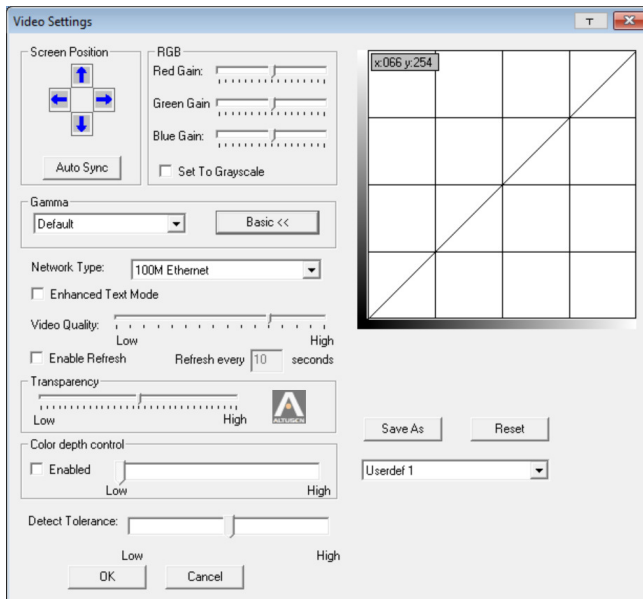 Video Settings
Screen Position
Auto Sync
RGB
Red Gain:
Green Gain
Blue Gain:
Set To Grayscale
Gamma
Default
Basic <<
Network Type:
100M Ethernet
Enhanced Text Mode
Video Quality:
Low High
Enable Refresh Refresh every 10 seconds
Transparency
Low High
ALTUSEN
Color depth control
Enabled
Low High
Detect Tolerance:
Low High
OK Cancel
x:066 y:254
Save As Reset
Userdef 1